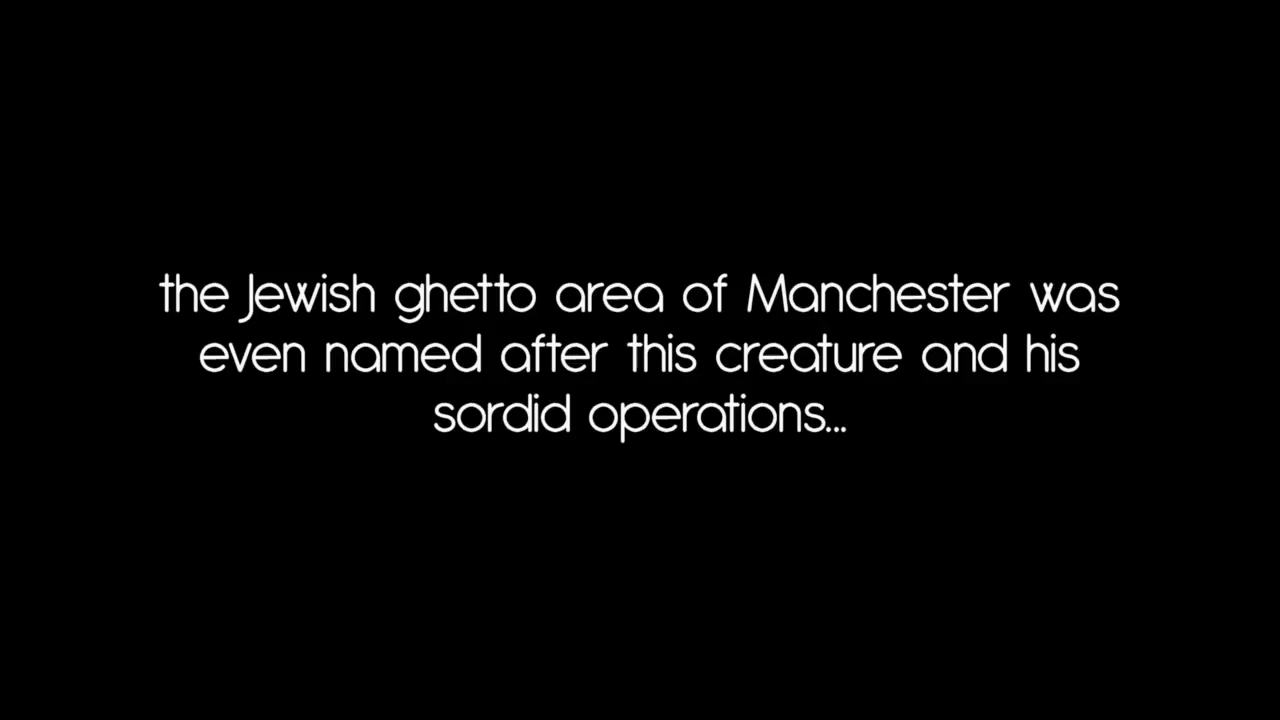 the Jewish ghetto area of Manchester was
even named after this creature and his
sordid operations...